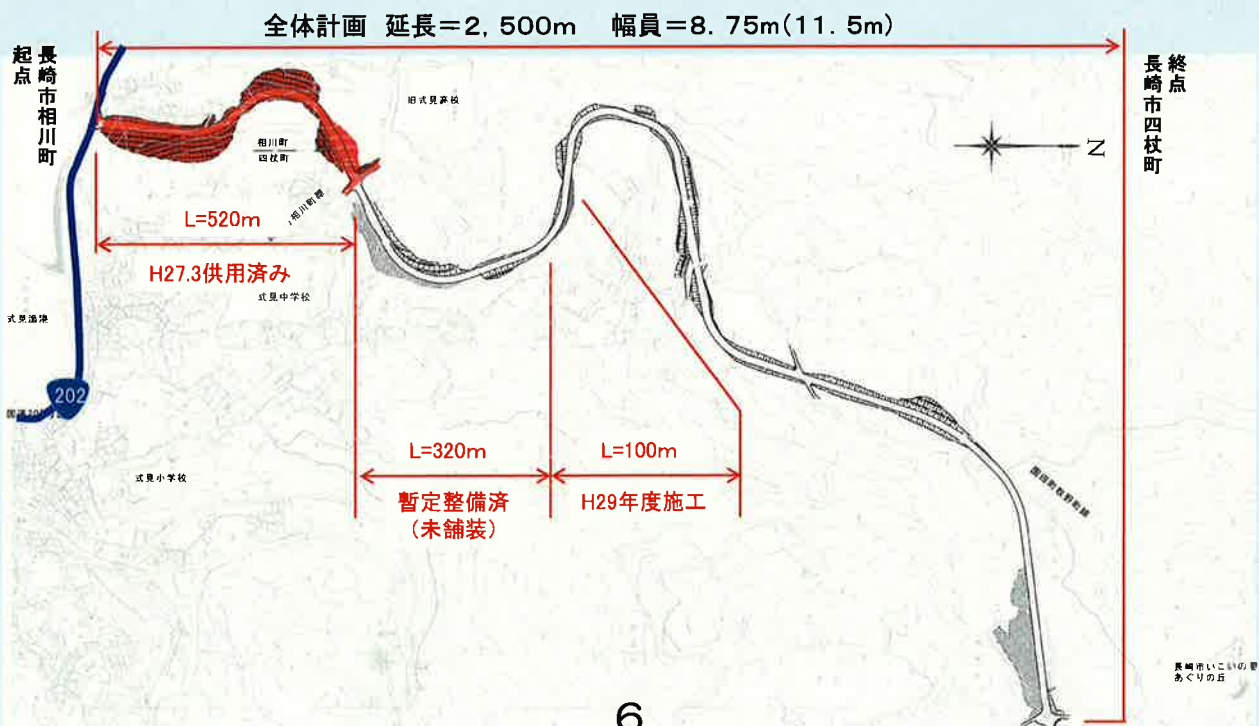 全体計画 延長=2,500m 幅員=8.75m(11.5m)
起点
長崎市相川町
終点
長崎市四杖町
旧式見高校
相川町
四杖町
N
L=520m
H27.3供用済み
式見中学校
式見漁港
202
L=320m
L=100m
暫定整備済
(未舗装)
H29年度施工
式見小学校
長崎市いこいの里
あぐりの丘
6